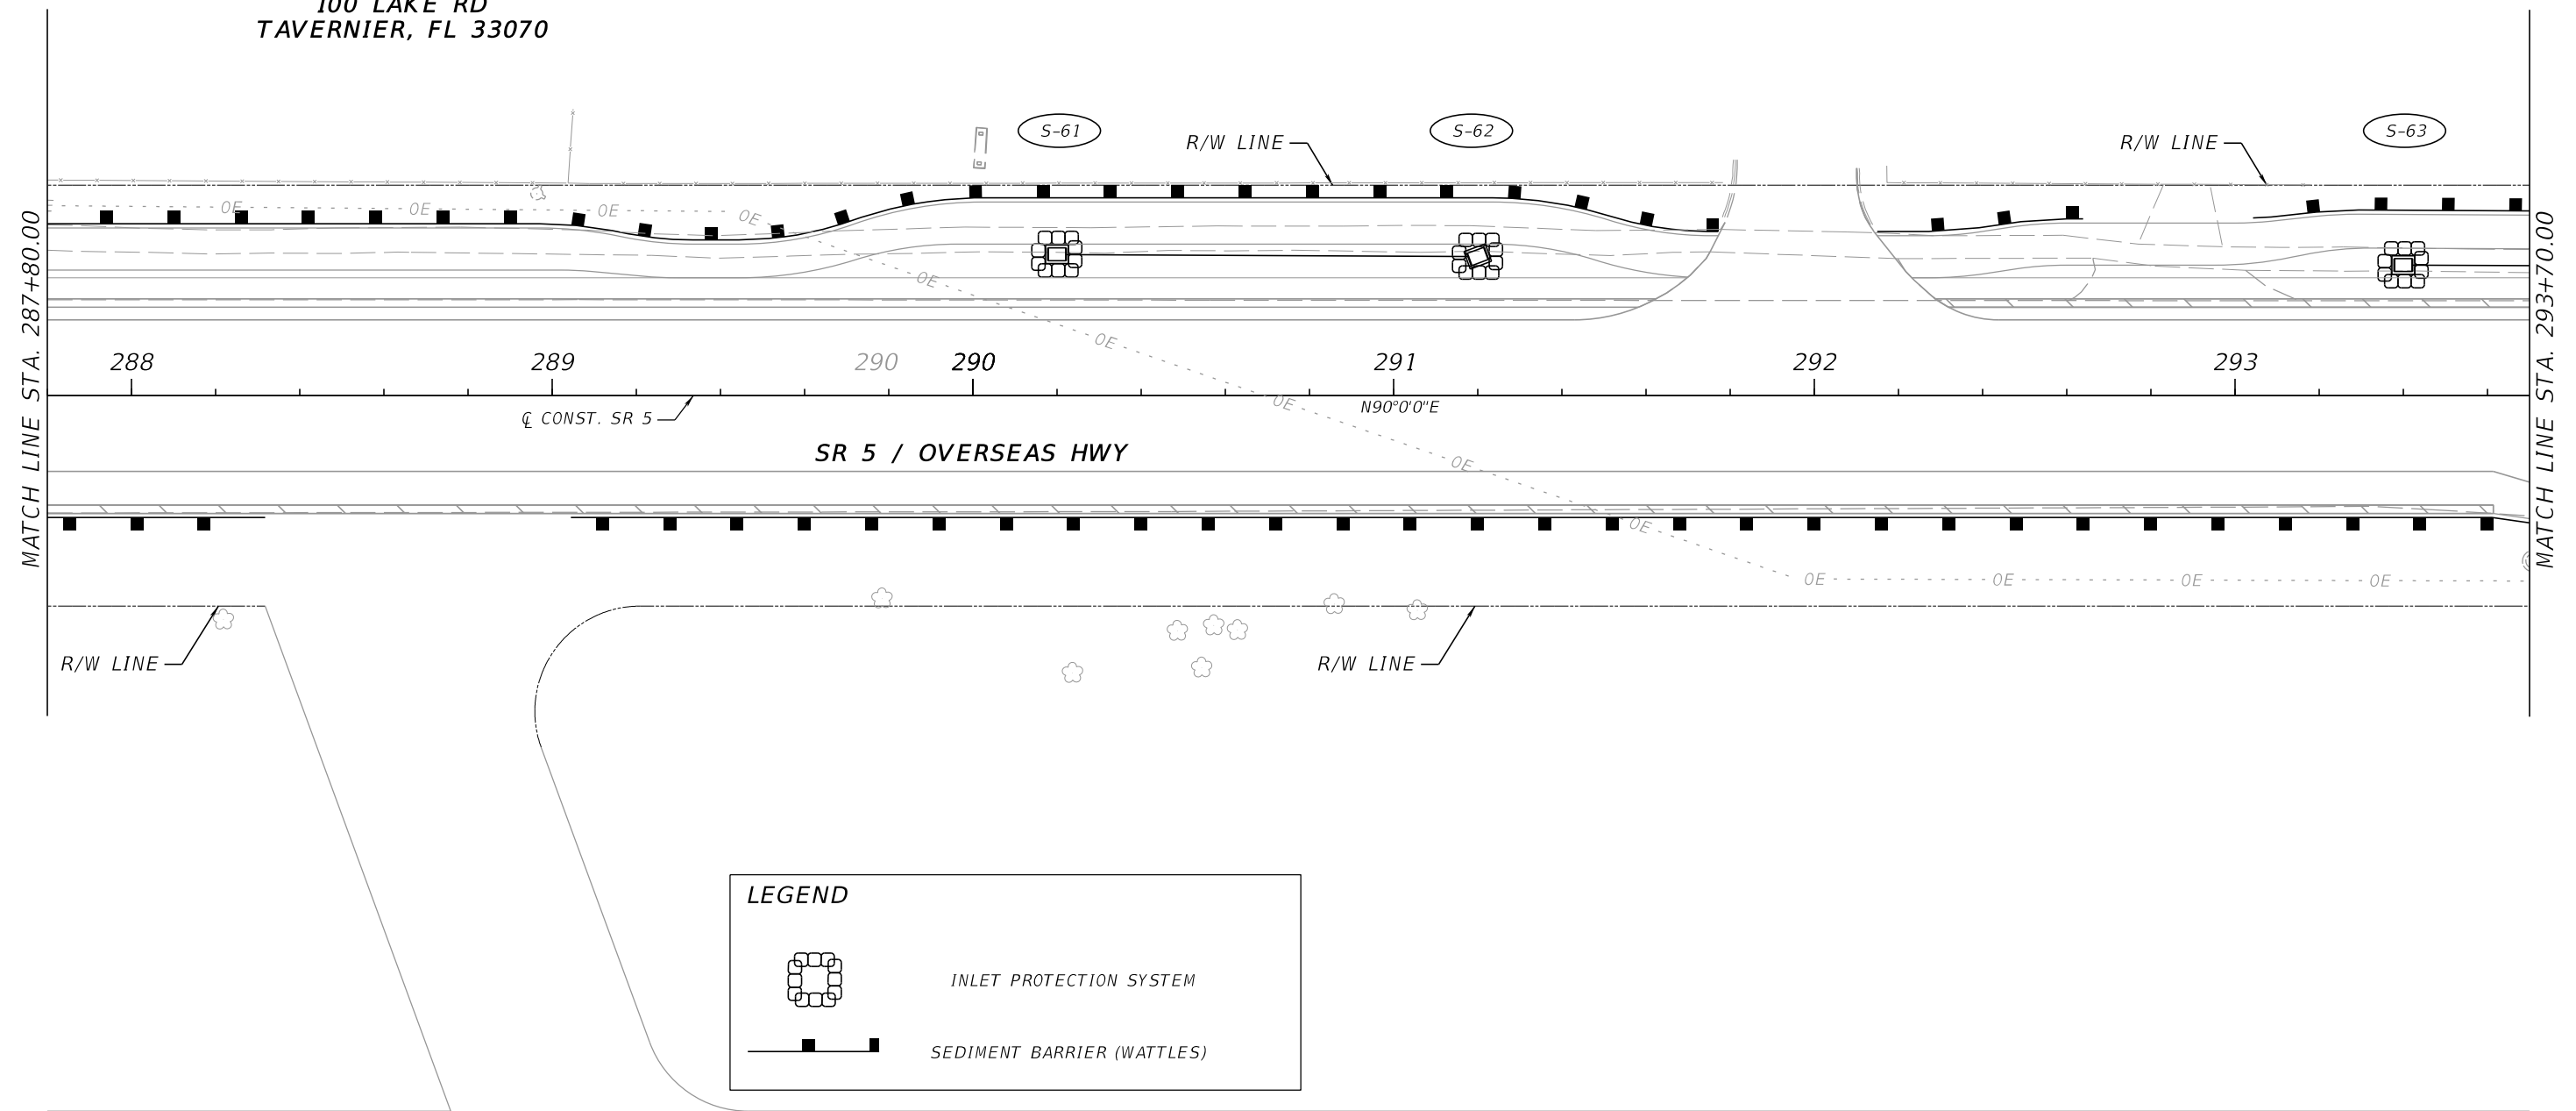 100 LAKE RD
TAVERNIER, FL 33070
S-61
R/W LINE
S-62
R/W LINE
S-63
OE
OE
OE
OE
OE
OE
OE
OE
OE
OE
OE
OE
OE
MATCH LINE STA. 287+80.00
288
289
290
290
291
292
293
MATCH LINE STA. 293+70.00
℄ CONST. SR 5
N90°0'0"E
SR 5 / OVERSEAS HWY
R/W LINE
R/W LINE
LEGEND
INLET PROTECTION SYSTEM
SEDIMENT BARRIER (WATTLES)